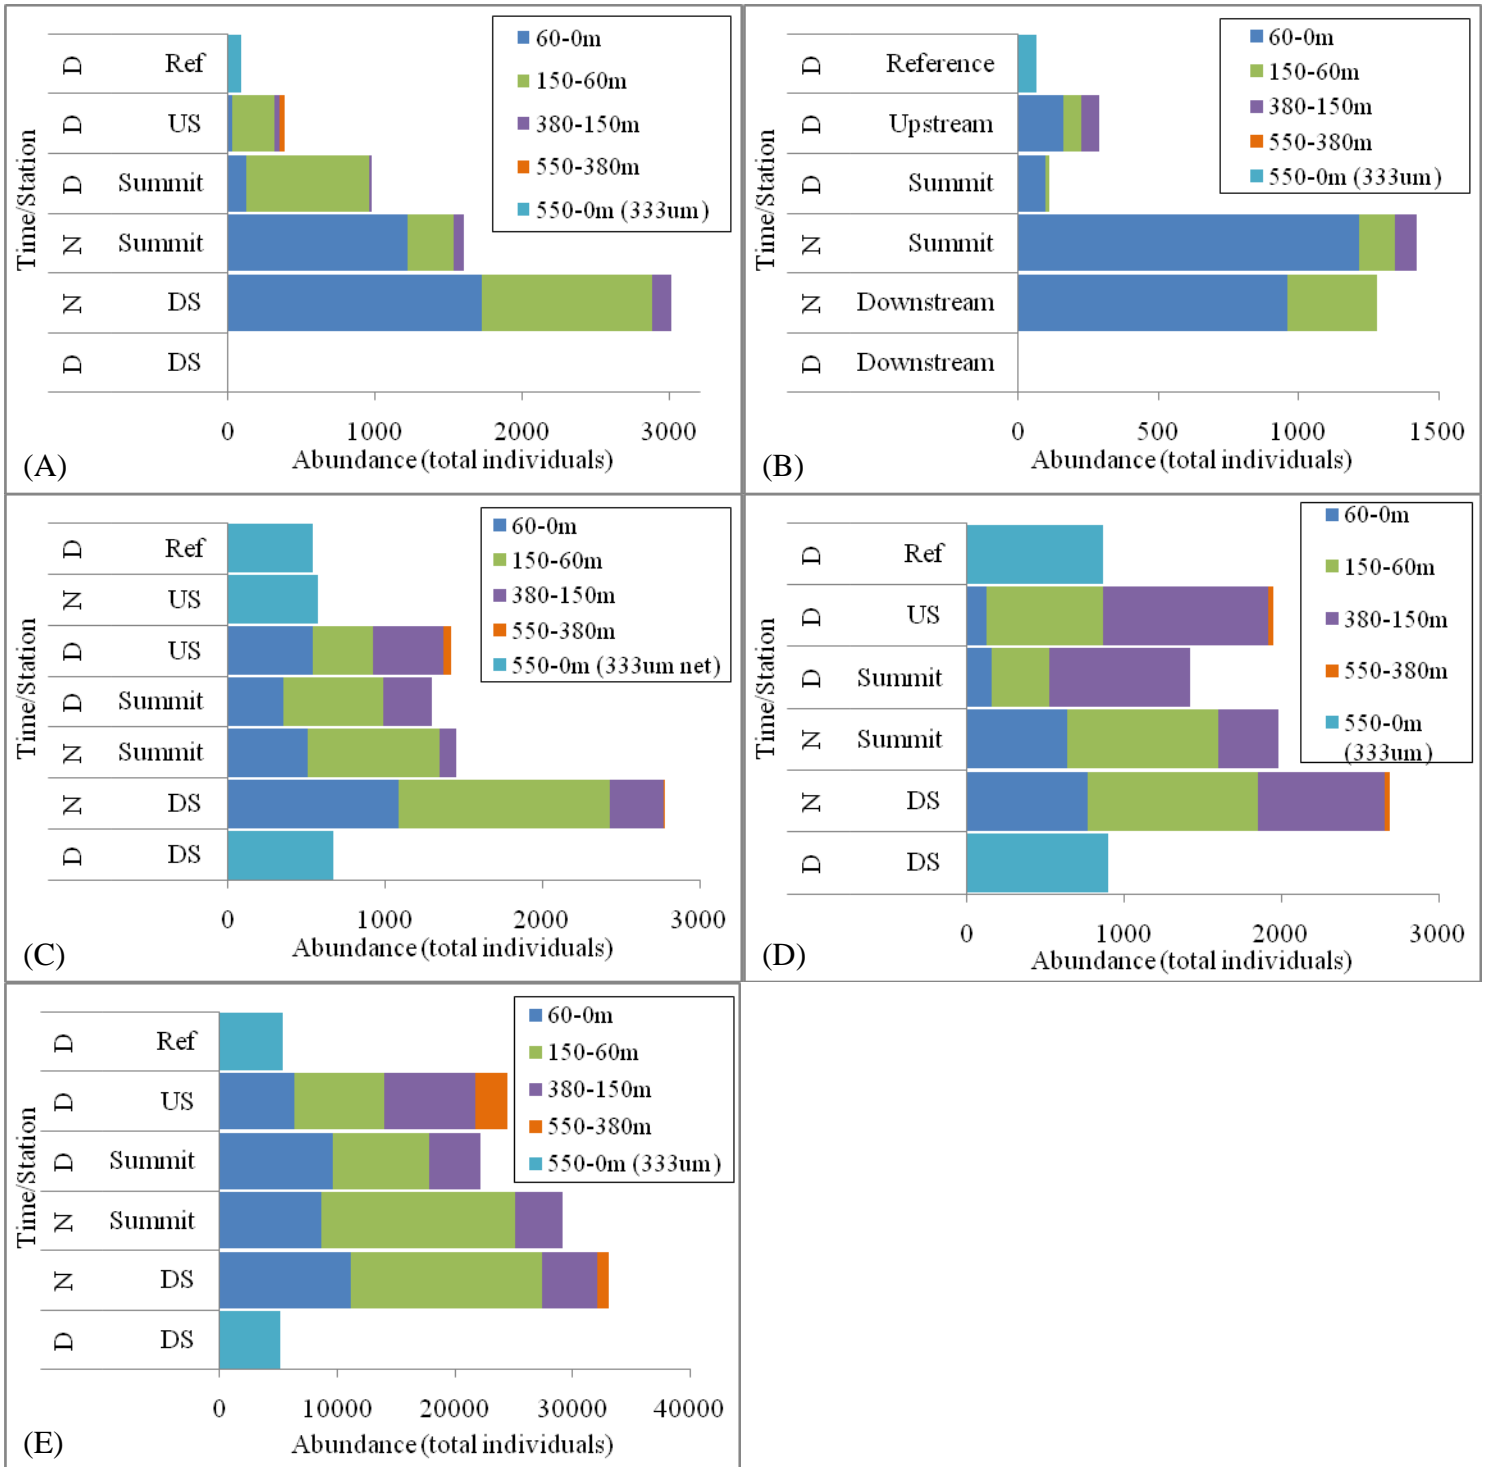 Time/Station
D Ref
D US
D Summit
N Summit
N DS
D DS
60-0m
150-60m
380-150m
550-380m
550-0m (333um)
0 1000 2000 3000
Abundance (total individuals)
(A)
Time/Station
D Reference
D Upstream
D Summit
N Summit
N Downstream
D Downstream
60-0m
150-60m
380-150m
550-380m
550-0m (333um)
0 500 1000 1500
Abundance (total individuals)
(B)
Time/Station
D Ref
N US
D US
D Summit
N Summit
N DS
D DS
60-0m
150-60m
380-150m
550-380m
550-0m (333um net)
0 1000 2000 3000
Abundance (total individuals)
(C)
Time/Station
D Ref
D US
D Summit
N Summit
N DS
D DS
60-0m
150-60m
380-150m
550-380m
550-0m
(333um)
0 1000 2000 3000
Abundance (total individuals)
(D)
Time/Station
D Ref
D US
D Summit
N Summit
N DS
D DS
60-0m
150-60m
380-150m
550-380m
550-0m (333um)
0 10000 20000 30000 40000
Abundance (total individuals)
(E)